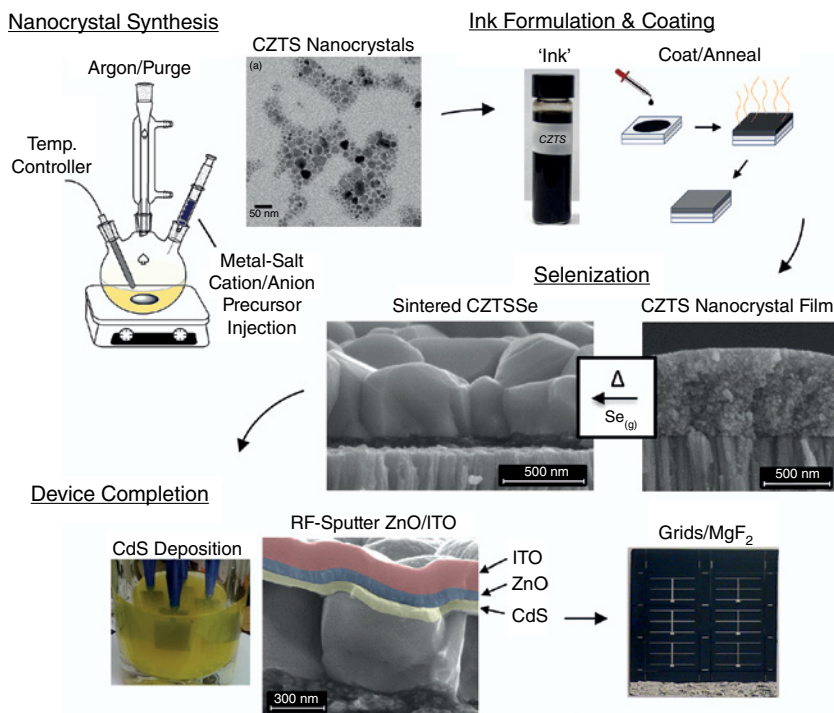 Nanocrystal Synthesis
Argon/Purge
Temp.
Controller
Metal-Salt
Cation/Anion
Precursor
Injection
CZTS Nanocrystals
(a)
50 nm
Ink Formulation & Coating
‘Ink’
CZTS
Coat/Anneal
Selenization
Sintered CZTSSe
500 nm
Δ
Se(g)
CZTS Nanocrystal Film
500 nm
Device Completion
CdS Deposition
RF-Sputter ZnO/ITO
ITO
ZnO
CdS
300 nm
Grids/MgF2